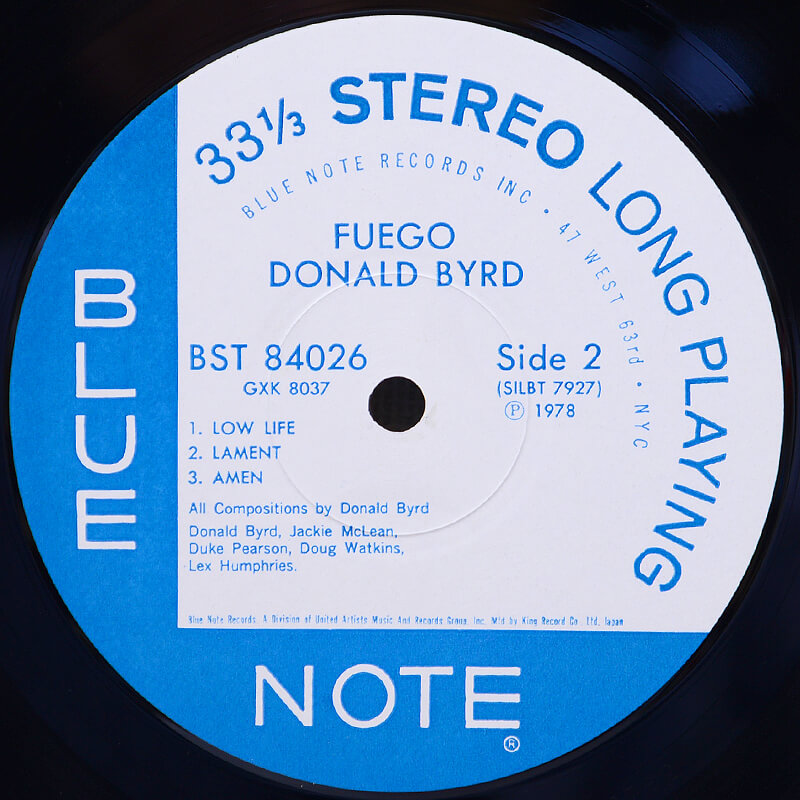 33 1/3 STEREO LONG PLAYING
BLUE NOTE RECORDS INC • 47 WEST 63rd • NYC
FUEGO
DONALD BYRD
BST 84026
GXK 8037
Side 2
(SILBT 7927)
Ⓟ 1978
1. LOW LIFE
2. LAMENT
3. AMEN
All Compositions by Donald Byrd
Donald Byrd, Jackie McLean,
Duke Pearson, Doug Watkins,
Lex Humphries.
Blue Note Records. A Division of United Artists Music And Records Group, Inc. Mfd by King Record Co. Ltd, Japan
BLUE
NOTE
®